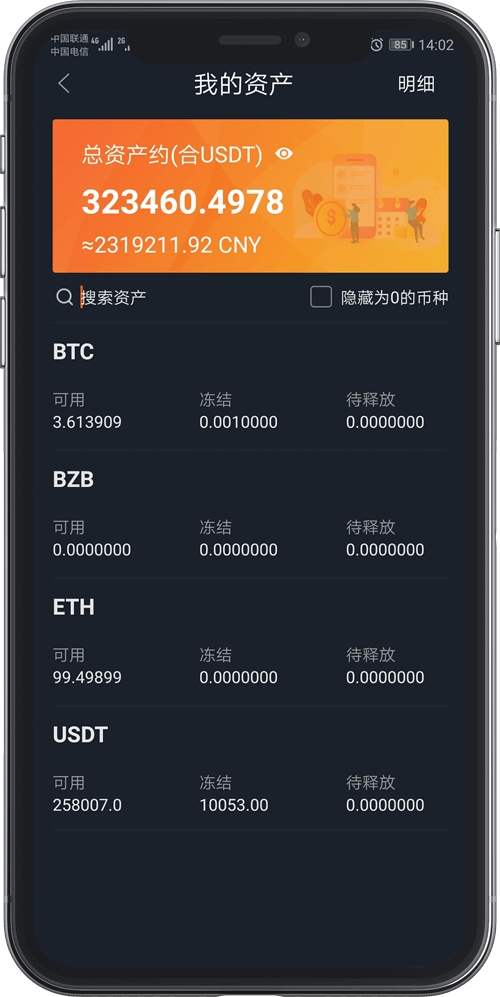 中国联通 4G 2G
中国电信
85 14:02
我的资产
明细
总资产约(合USDT)
323460.4978
≈2319211.92 CNY
搜索资产
隐藏为0的币种
BTC
可用 冻结 待释放
3.613909 0.0010000 0.0000000
BZB
可用 冻结 待释放
0.0000000 0.0000000 0.0000000
ETH
可用 冻结 待释放
99.49899 0.0000000 0.0000000
USDT
可用 冻结 待释放
258007.0 10053.00 0.0000000